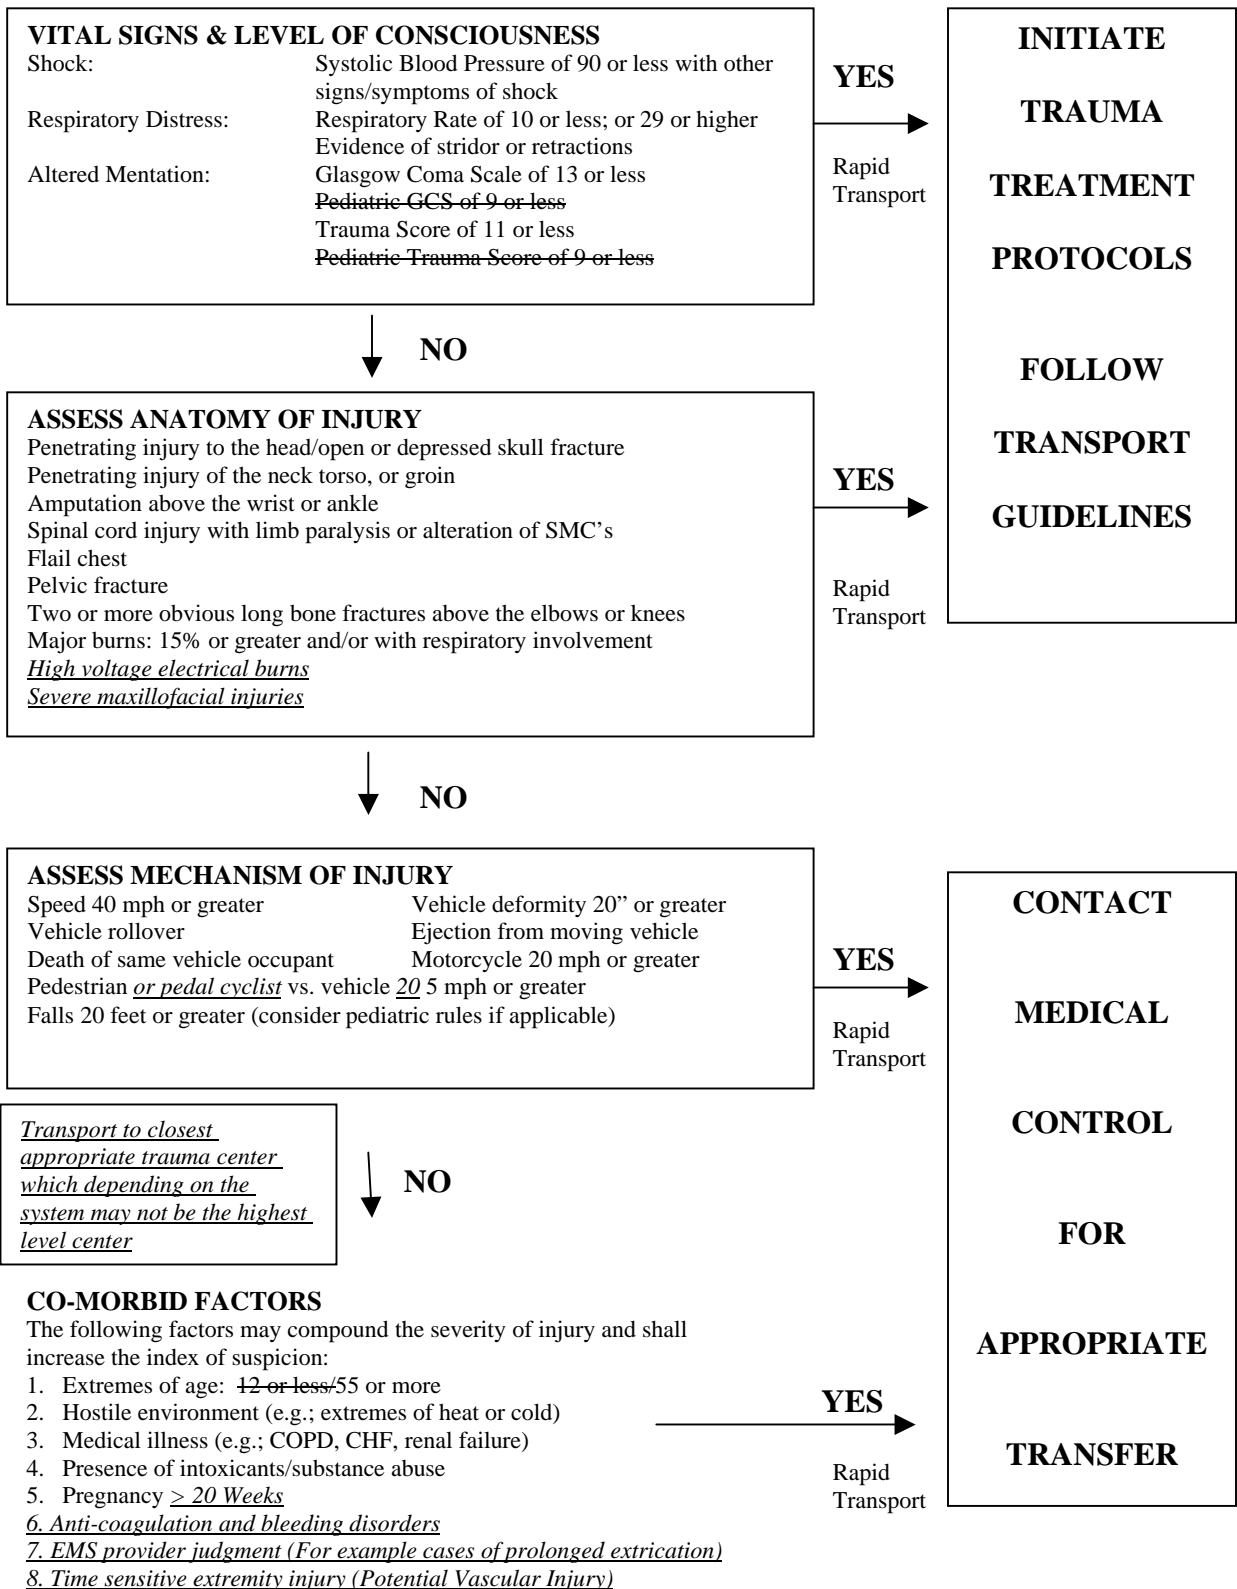 VITAL SIGNS & LEVEL OF CONSCIOUSNESS
Shock: Systolic Blood Pressure of 90 or less with other
signs/symptoms of shock
Respiratory Distress: Respiratory Rate of 10 or less; or 29 or higher
Evidence of stridor or retractions
Altered Mentation: Glasgow Coma Scale of 13 or less
Pediatric GCS of 9 or less
Trauma Score of 11 or less
Pediatric Trauma Score of 9 or less
YES
Rapid
Transport
INITIATE
TRAUMA
TREATMENT
PROTOCOLS
FOLLOW
TRANSPORT
GUIDELINES
NO
ASSESS ANATOMY OF INJURY
Penetrating injury to the head/open or depressed skull fracture
Penetrating injury of the neck torso, or groin
Amputation above the wrist or ankle
Spinal cord injury with limb paralysis or alteration of SMC's
Flail chest
Pelvic fracture
Two or more obvious long bone fractures above the elbows or knees
Major burns: 15% or greater and/or with respiratory involvement
High voltage electrical burns
Severe maxillofacial injuries
YES
Rapid
Transport
NO
ASSESS MECHANISM OF INJURY
Speed 40 mph or greater Vehicle deformity 20" or greater
Vehicle rollover Ejection from moving vehicle
Death of same vehicle occupant Motorcycle 20 mph or greater
Pedestrian or pedal cyclist vs. vehicle 20 5 mph or greater
Falls 20 feet or greater (consider pediatric rules if applicable)
YES
Rapid
Transport
CONTACT
MEDICAL
CONTROL
FOR
APPROPRIATE
TRANSFER
Transport to closest
appropriate trauma center
which depending on the
system may not be the highest
level center
NO
CO-MORBID FACTORS
The following factors may compound the severity of injury and shall
increase the index of suspicion:
1. Extremes of age: 12 or less/55 or more
2. Hostile environment (e.g.; extremes of heat or cold)
3. Medical illness (e.g.; COPD, CHF, renal failure)
4. Presence of intoxicants/substance abuse
5. Pregnancy > 20 Weeks
6. Anti-coagulation and bleeding disorders
7. EMS provider judgment (For example cases of prolonged extrication)
8. Time sensitive extremity injury (Potential Vascular Injury)
YES
Rapid
Transport